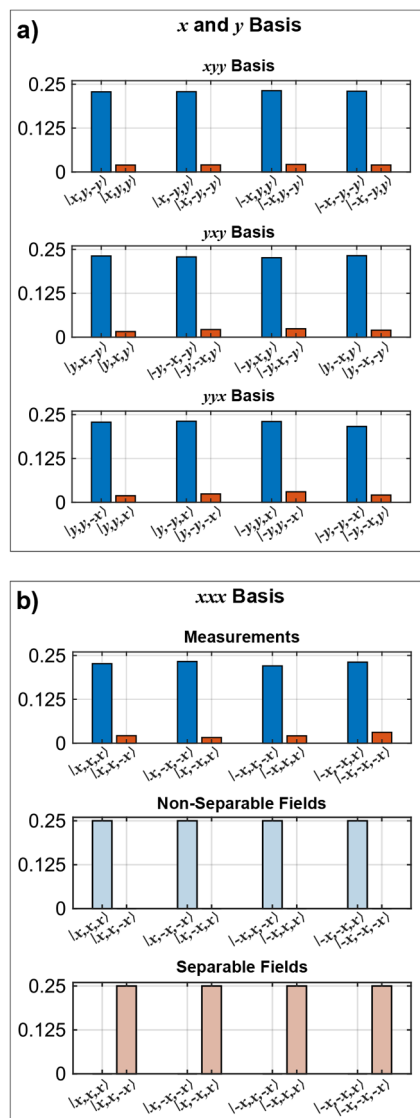 a)
x and y Basis
xyy Basis
0.25
0.125
0
|x,y,-y⟩ |x,y,y⟩ |x,-y,y⟩ |x,-y,-y⟩ |-x,y,y⟩ |-x,y,-y⟩ |-x,-y,-y⟩ |-x,-y,y⟩
yxy Basis
0.25
0.125
0
|y,x,-y⟩ |y,x,y⟩ |-y,-x,-y⟩ |-y,-x,y⟩ |-y,x,y⟩ |-y,x,-y⟩ |y,-x,y⟩ |y,-x,-y⟩
yyx Basis
0.25
0.125
0
|y,y,-x⟩ |y,y,x⟩ |y,-y,x⟩ |y,-y,-x⟩ |-y,y,x⟩ |-y,y,-x⟩ |-y,-y,-x⟩
b)
xxx Basis
Measurements
0.25
0.125
0
|x,x,x⟩ |x,x,-x⟩ |x,-x,-x⟩ |x,-x,x⟩ |-x,x,-x⟩ |-x,x,x⟩ |-x,-x,x⟩ |-x,-x,-x⟩
Non-Separable Fields
0.25
0.125
0
|x,x,x⟩ |x,x,-x⟩ |x,-x,-x⟩ |x,-x,x⟩ |-x,x,-x⟩ |-x,x,x⟩ |-x,-x,x⟩ |-x,-x,-x⟩
Separable Fields
0.25
0.125
0
|x,x,x⟩ |x,x,-x⟩ |x,-x,-x⟩ |x,-x,x⟩ |-x,x,-x⟩ |-x,x,x⟩ |-x,-x,x⟩ |-x,-x,-x⟩